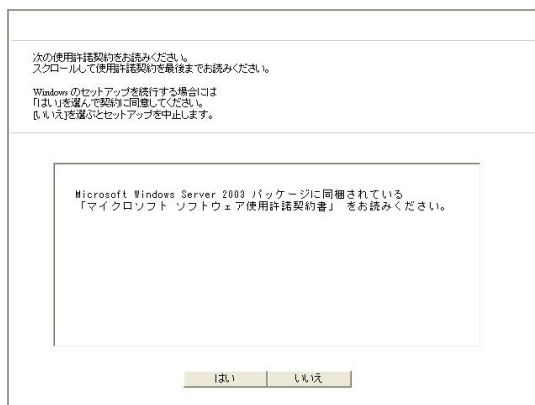 次の使用許諾契約をお読みください。
スクロールして使用許諾契約を最後までお読みください。
Windows のセットアップを続行する場合には
「はい」を選んで契約に同意してください。
[いいえ]を選ぶとセットアップを中止します。
Microsoft Windows Server 2003 パッケージに同梱されている
「マイクロソフト ソフトウェア使用許諾契約書」 をお読みください。
はい
いいえ